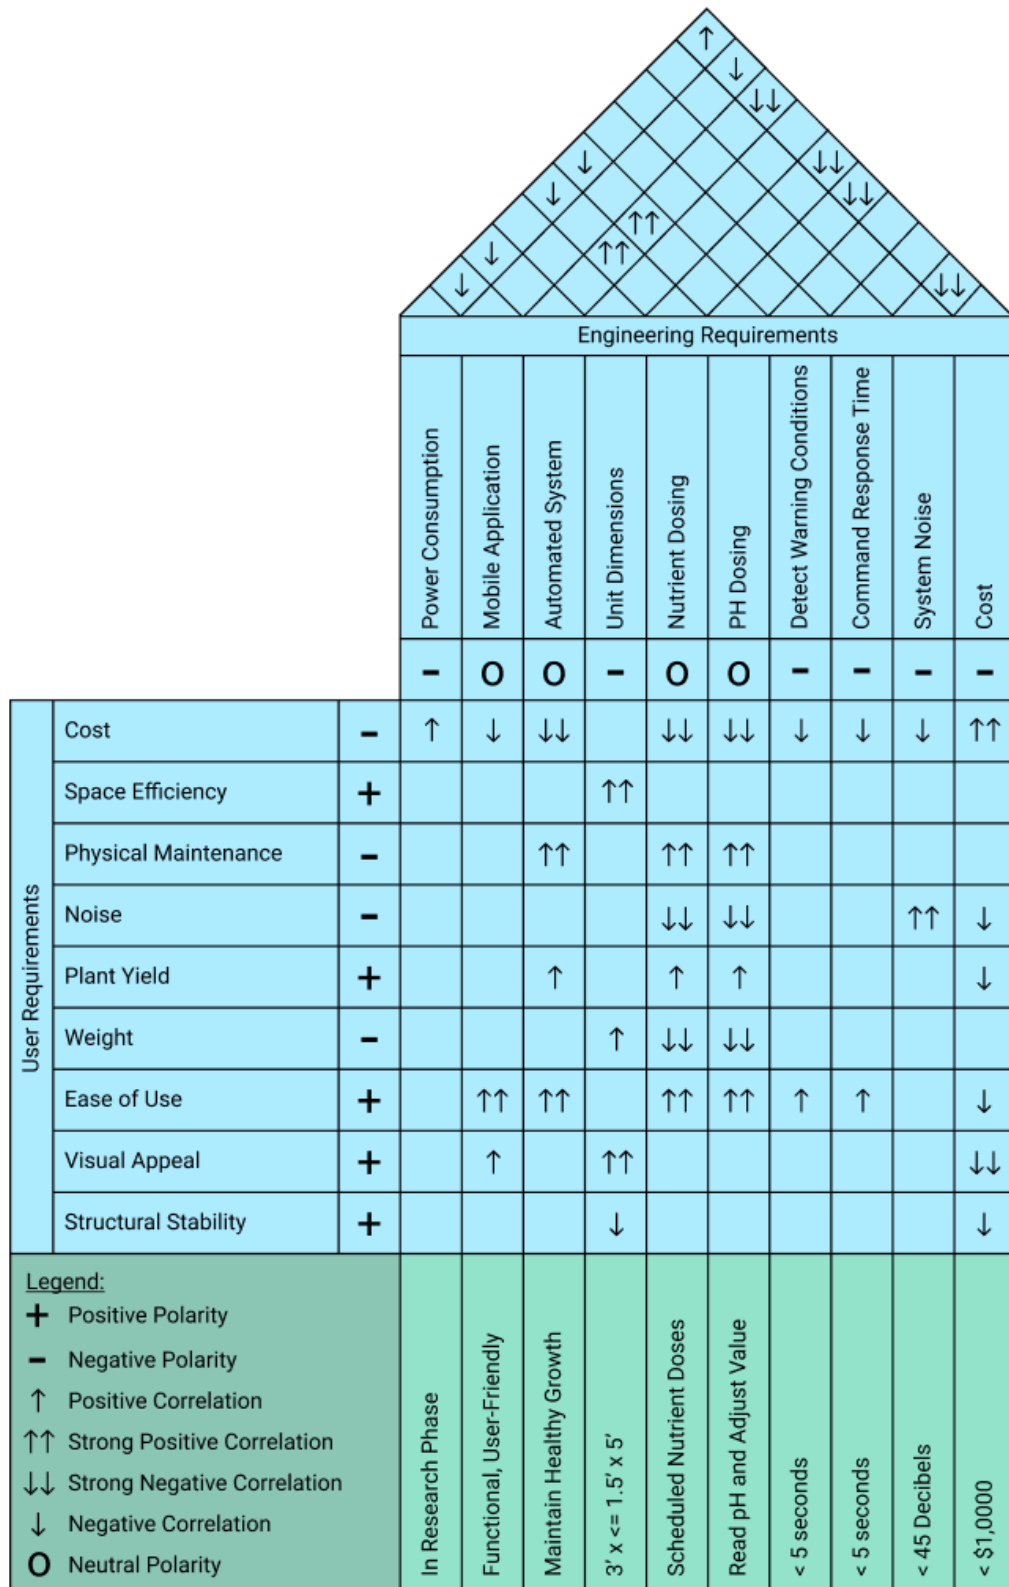 ↑
↓
↓↓
↓ ↓↓
↓ ↓↓
↑↑
↓ ↑↑
↓ ↓↓
Engineering Requirements
Power Consumption
Mobile Application
Automated System
Unit Dimensions
Nutrient Dosing
PH Dosing
Detect Warning Conditions
Command Response Time
System Noise
Cost
- O O - O O - - - -
User Requirements
Cost - ↑ ↓ ↓↓ ↓↓ ↓↓ ↓ ↓ ↓ ↑↑
Space Efficiency + ↑↑
Physical Maintenance - ↑↑ ↑↑ ↑↑
Noise - ↓↓ ↓↓ ↑↑ ↓
Plant Yield + ↑ ↑ ↑ ↓
Weight - ↑ ↓↓ ↓↓
Ease of Use + ↑↑ ↑↑ ↑↑ ↑↑ ↑ ↑ ↓
Visual Appeal + ↑ ↑↑ ↓↓
Structural Stability + ↓ ↓
Legend:
+ Positive Polarity
- Negative Polarity
↑ Positive Correlation
↑↑ Strong Positive Correlation
↓↓ Strong Negative Correlation
↓ Negative Correlation
O Neutral Polarity
In Research Phase
Functional, User-Friendly
Maintain Healthy Growth
3' x <= 1.5' x 5'
Scheduled Nutrient Doses
Read pH and Adjust Value
< 5 seconds
< 5 seconds
< 45 Decibels
< $1,0000